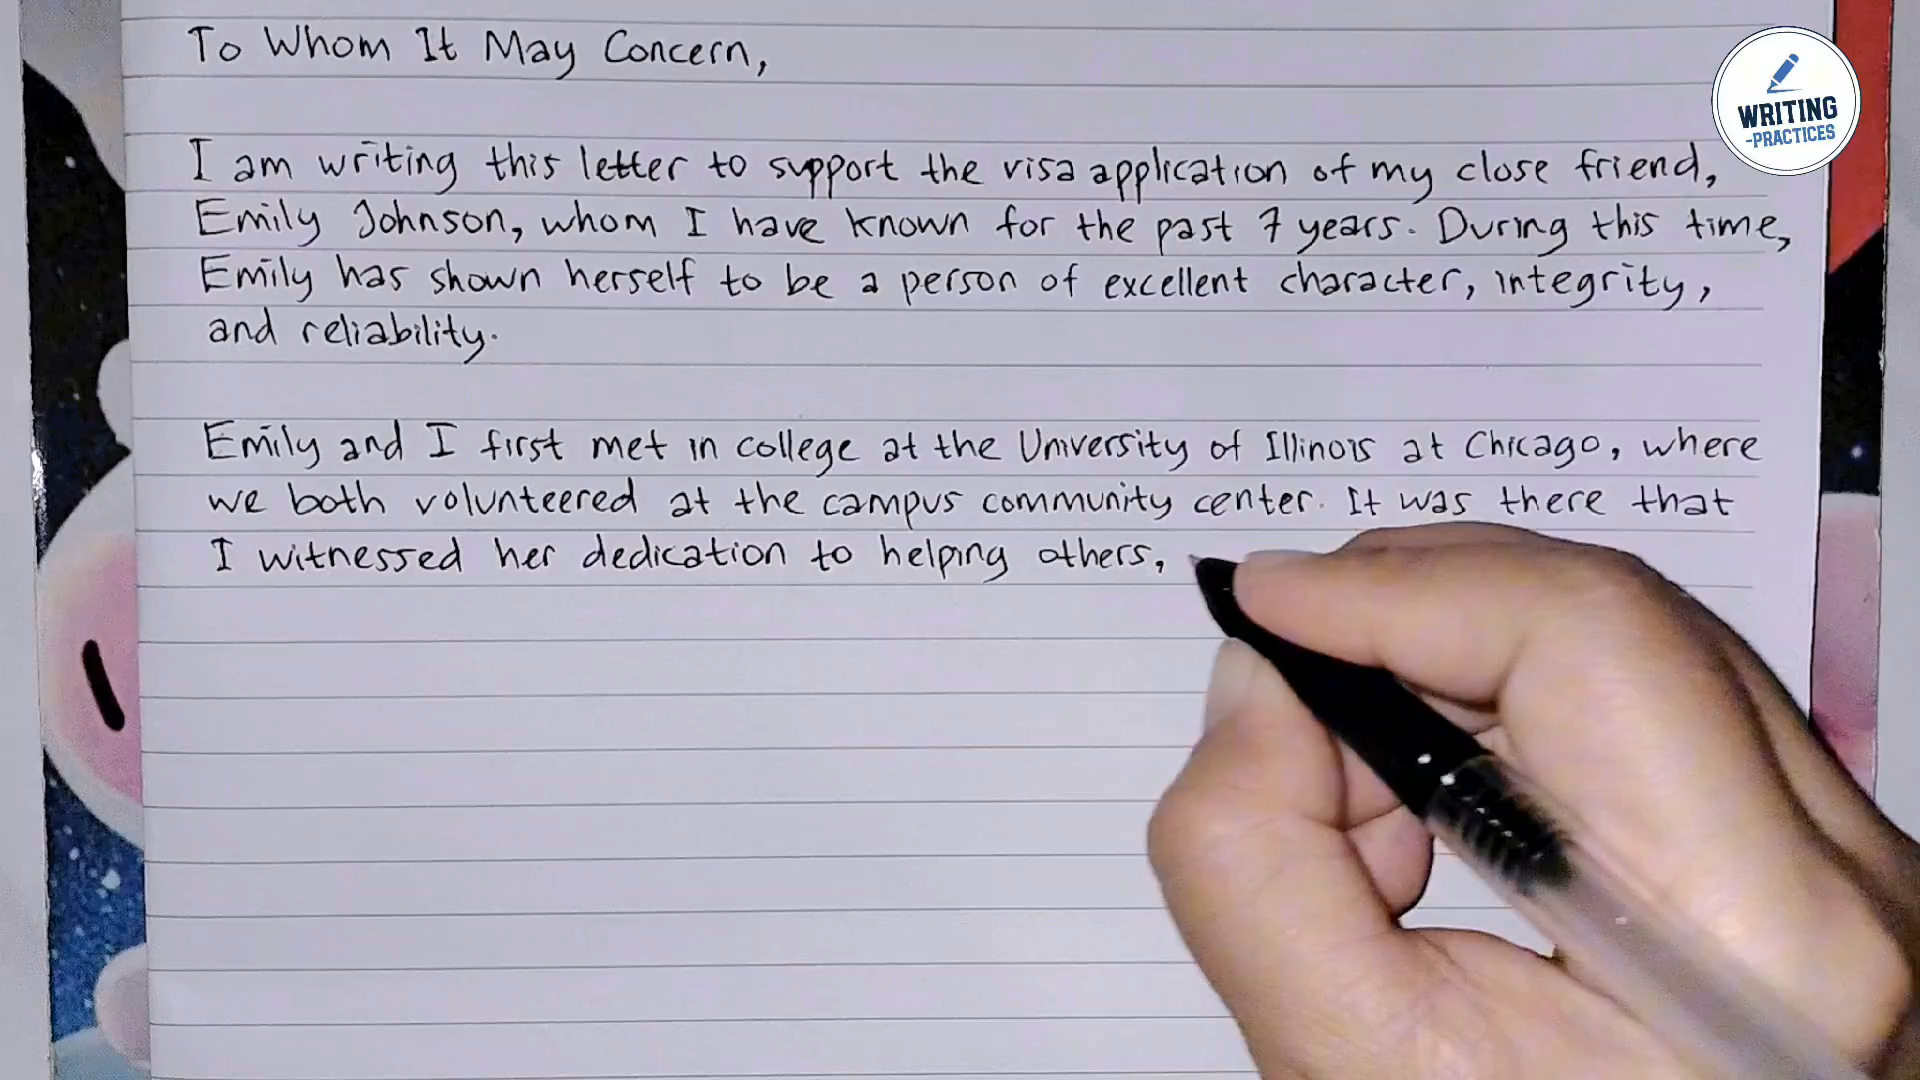 To Whom It May Concern,
I am writing this letter to support the visa application of my close friend,
Emily Johnson, whom I have known for the past 7 years. During this time,
Emily has shown herself to be a person of excellent character, integrity,
and reliability.
Emily and I first met in college at the University of Illinois at Chicago, where
we both volunteered at the campus community center. It was there that
I witnessed her dedication to helping others,
WRITING
-PRACTICES